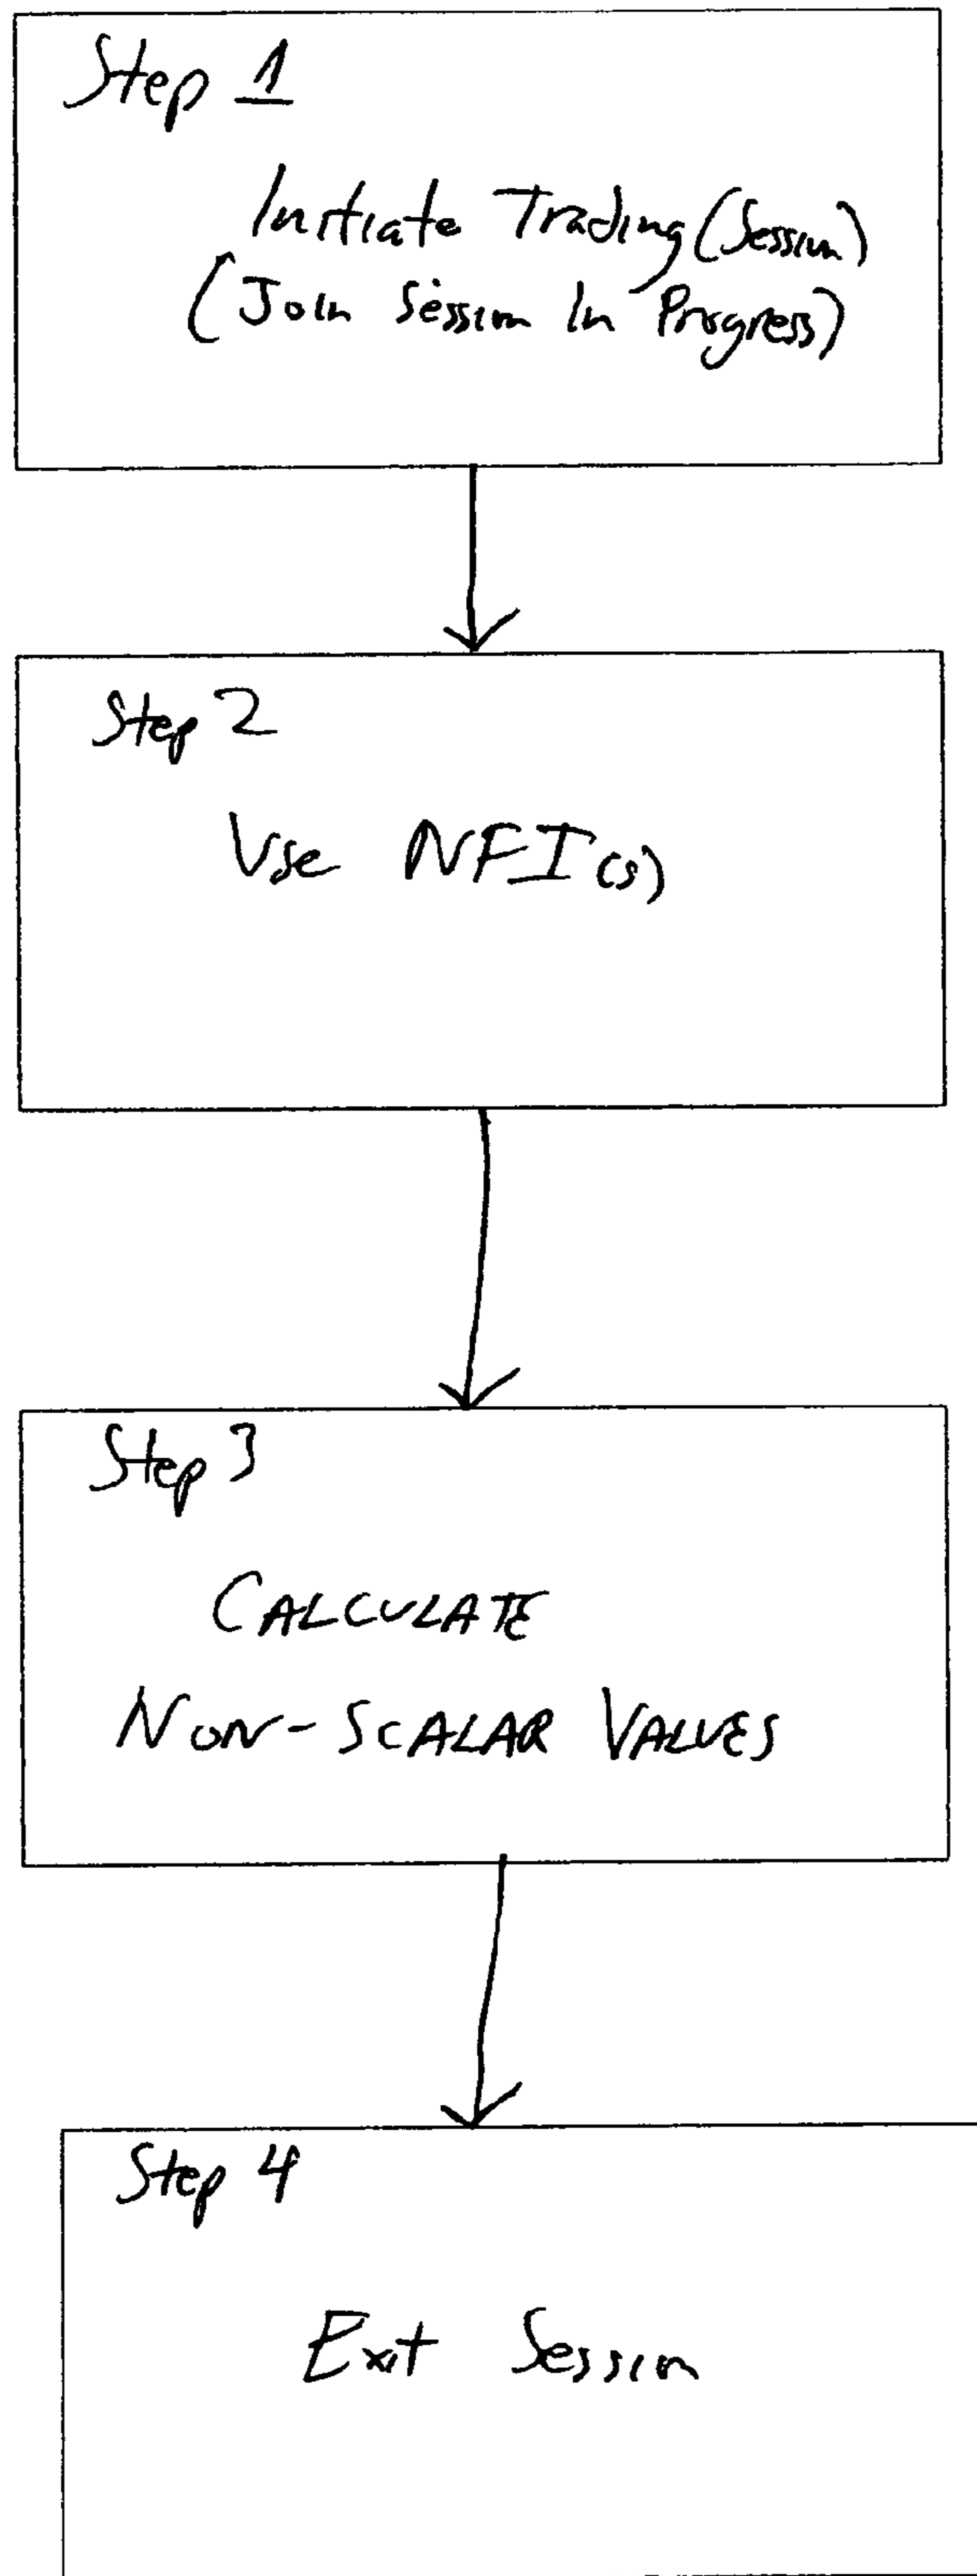 Step 1
Initiate Trading (Session)
(Join Session In Progress)
Step 2
Use NFI(s)
Step 3
CALCULATE
NON-SCALAR VALUES
Step 4
Exit Session